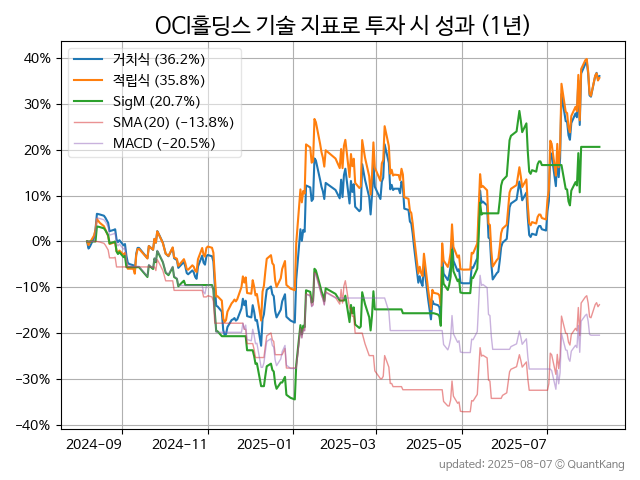 OCI홀딩스 기술 지표로 투자 시 성과 (1년)
거치식 (36.2%)
적립식 (35.8%)
SigM (20.7%)
SMA(20) (−13.8%)
MACD (−20.5%)
40%
30%
20%
10%
0%
−10%
−20%
−30%
−40%
2024-09 2024-11 2025-01 2025-03 2025-05 2025-07
updated: 2025-08-07 © QuantKang